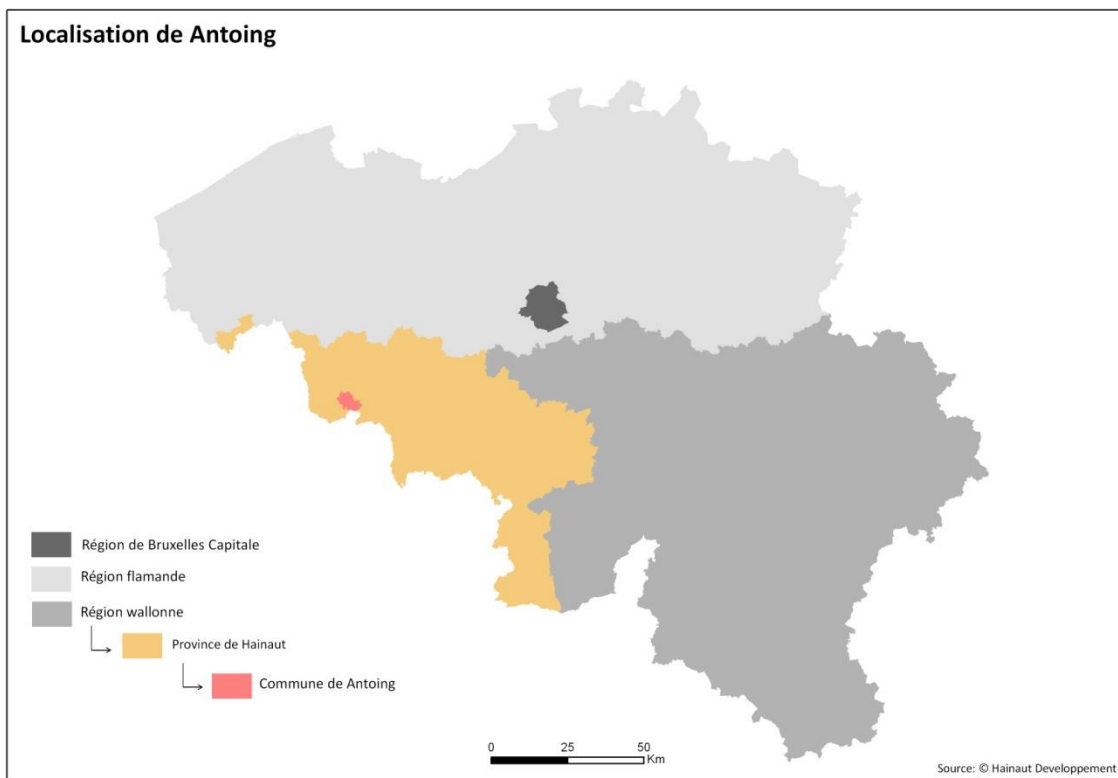 Localisation de Antoing
Région de Bruxelles Capitale
Région flamande
Région wallonne
Province de Hainaut
Commune de Antoing
0 25 50
Km
Source: © Hainaut Developpement